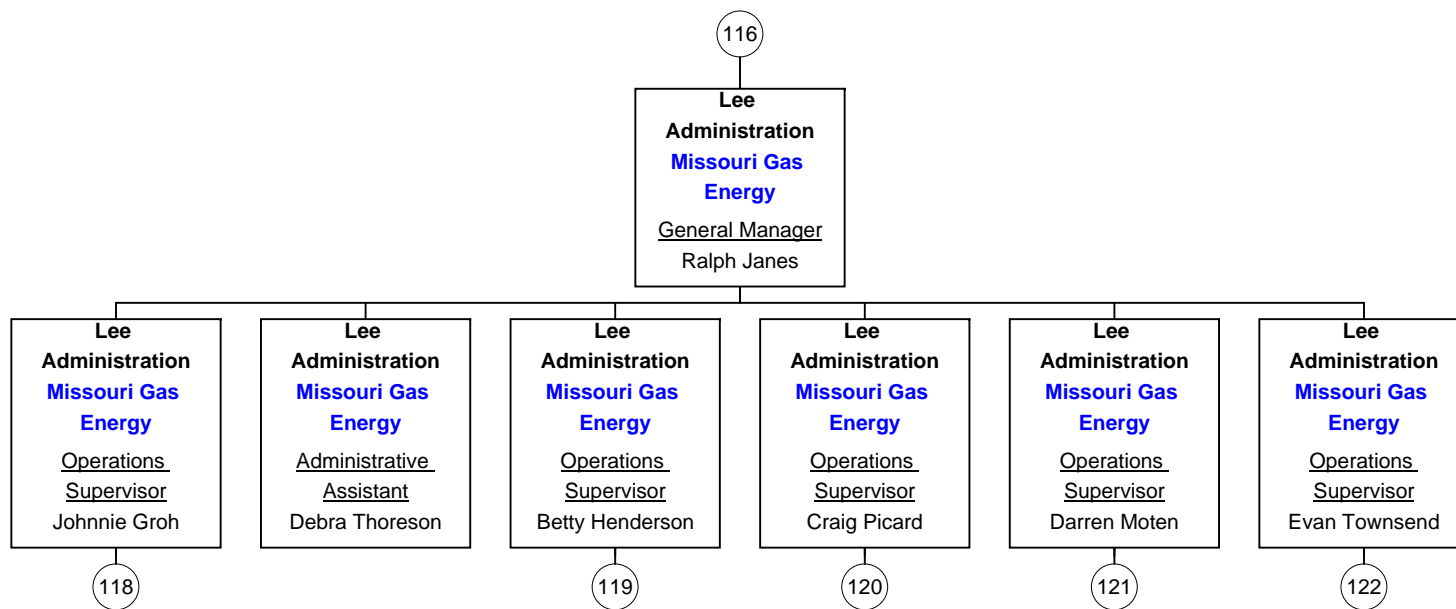 116
Lee
Administration
Missouri Gas
Energy
General Manager
Ralph Janes
Lee
Administration
Missouri Gas
Energy
Operations
Supervisor
Johnnie Groh
118
Lee
Administration
Missouri Gas
Energy
Administrative
Assistant
Debra Thoreson
Lee
Administration
Missouri Gas
Energy
Operations
Supervisor
Betty Henderson
119
Lee
Administration
Missouri Gas
Energy
Operations
Supervisor
Craig Picard
120
Lee
Administration
Missouri Gas
Energy
Operations
Supervisor
Darren Moten
121
Lee
Administration
Missouri Gas
Energy
Operations
Supervisor
Evan Townsend
122